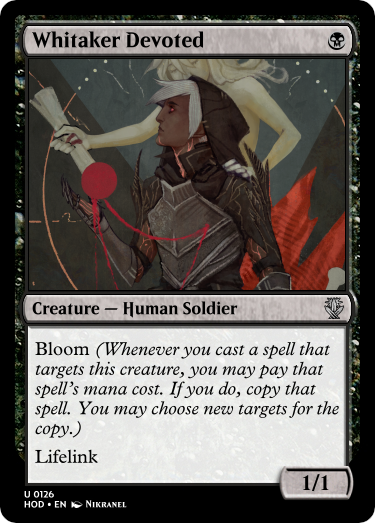 Whitaker Devoted
Creature — Human Soldier
Bloom (Whenever you cast a spell that
targets this creature, you may pay that
spell's mana cost. If you do, copy that
spell. You may choose new targets for the
copy.)
Lifelink
1/1
U 0126
HOD • EN Nikranel